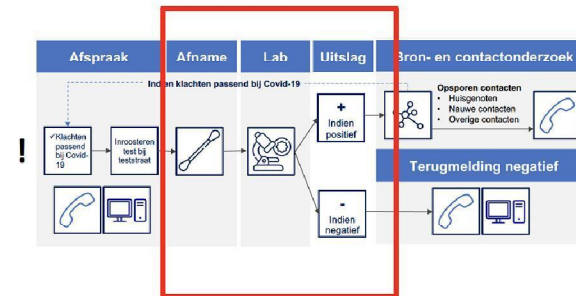 Afspraak
Afname
Lab
Uitslag
Bron- en contactonderzoek
Indien klachten passend bij Covid-19
!
✓Klachten
passend
bij Covid-
19
Inroosteren
test bij
teststraat
+
Indien
positief
Opsporen contacten
• Huisgenoten
• Nauwe contacten
• Overige contacten
Terugmelding negatief
-
Indien
negatief